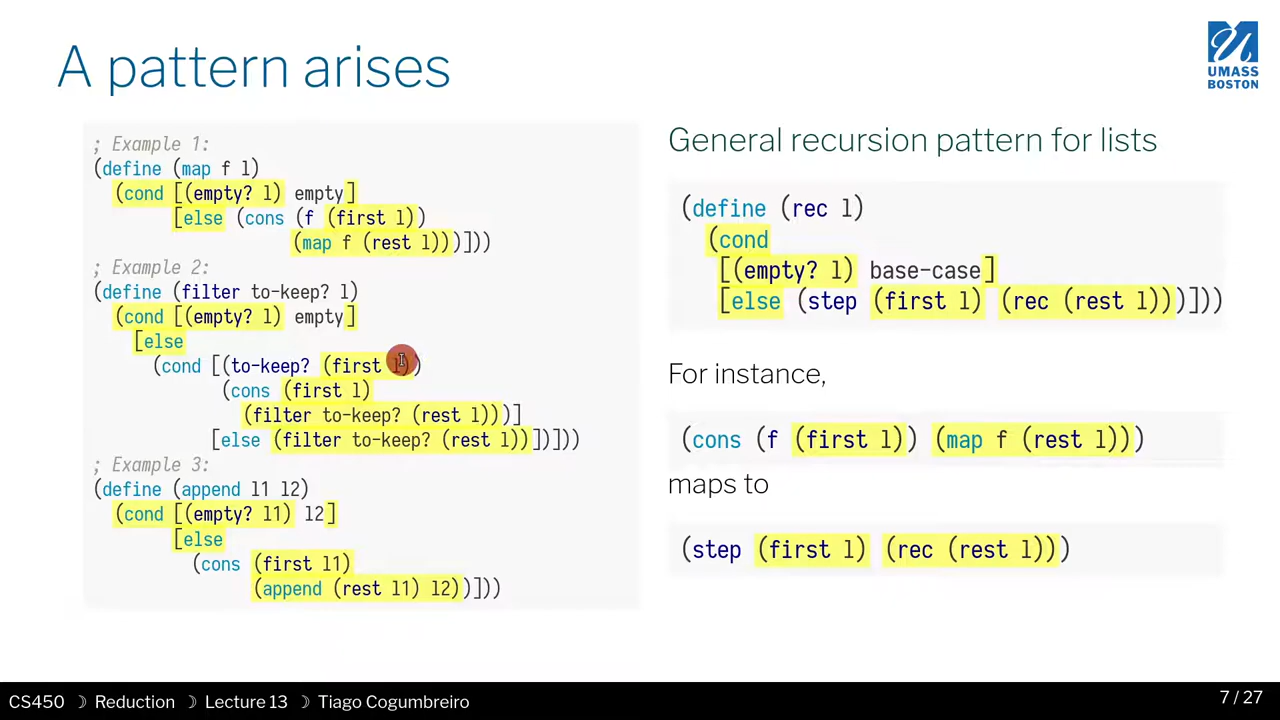 A pattern arises
UMASS
BOSTON
; Example 1:
(define (map f l)
  (cond [(empty? l) empty]
        [else (cons (f (first l))
                    (map f (rest l)))]))
; Example 2:
(define (filter to-keep? l)
  (cond [(empty? l) empty]
    [else
      (cond [(to-keep? (first l))
             (cons (first l)
               (filter to-keep? (rest l)))]
            [else (filter to-keep? (rest l))])]))
; Example 3:
(define (append l1 l2)
  (cond [(empty? l1) l2]
        [else
          (cons (first l1)
                (append (rest l1) l2))]))
General recursion pattern for lists
(define (rec l)
  (cond
   [(empty? l) base-case]
   [else (step (first l) (rec (rest l)))]))
For instance,
(cons (f (first l)) (map f (rest l)))
maps to
(step (first l) (rec (rest l)))
CS450 ☽ Reduction ☽ Lecture 13 ☽ Tiago Cogumbreiro
7 / 27